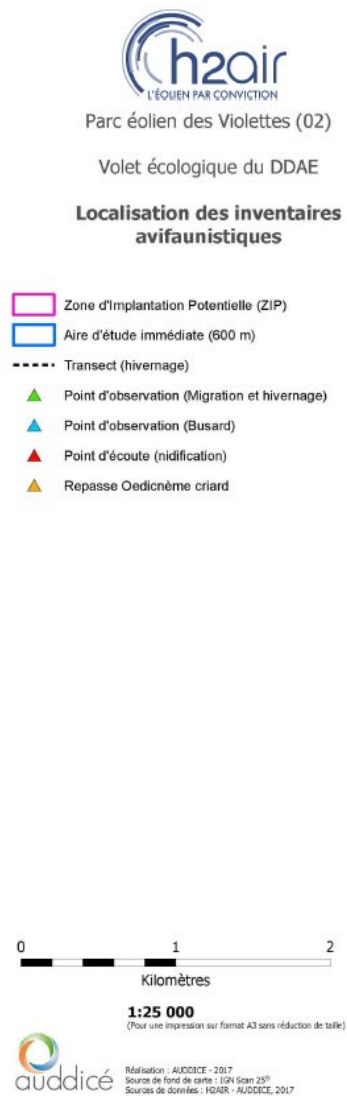 h2air
L'ÉOLIEN PAR CONVICTION
Parc éolien des Violettes (02)
Volet écologique du DDAE
Localisation des inventaires
avifaunistiques
Zone d'Implantation Potentielle (ZIP)
Aire d'étude immédiate (600 m)
Transect (hivernage)
Point d'observation (Migration et hivernage)
Point d'observation (Busard)
Point d'écoute (nidification)
Repasse Oedicnème criard
0 1 2
Kilomètres
1:25 000
(Pour une impression sur format A3 sans réduction de taille)
auddicé
Réalisation : AUDDICE - 2017
Source de fond de carte : IGN Scan 25®
Sources de données : H2AIR - AUDDICE, 2017